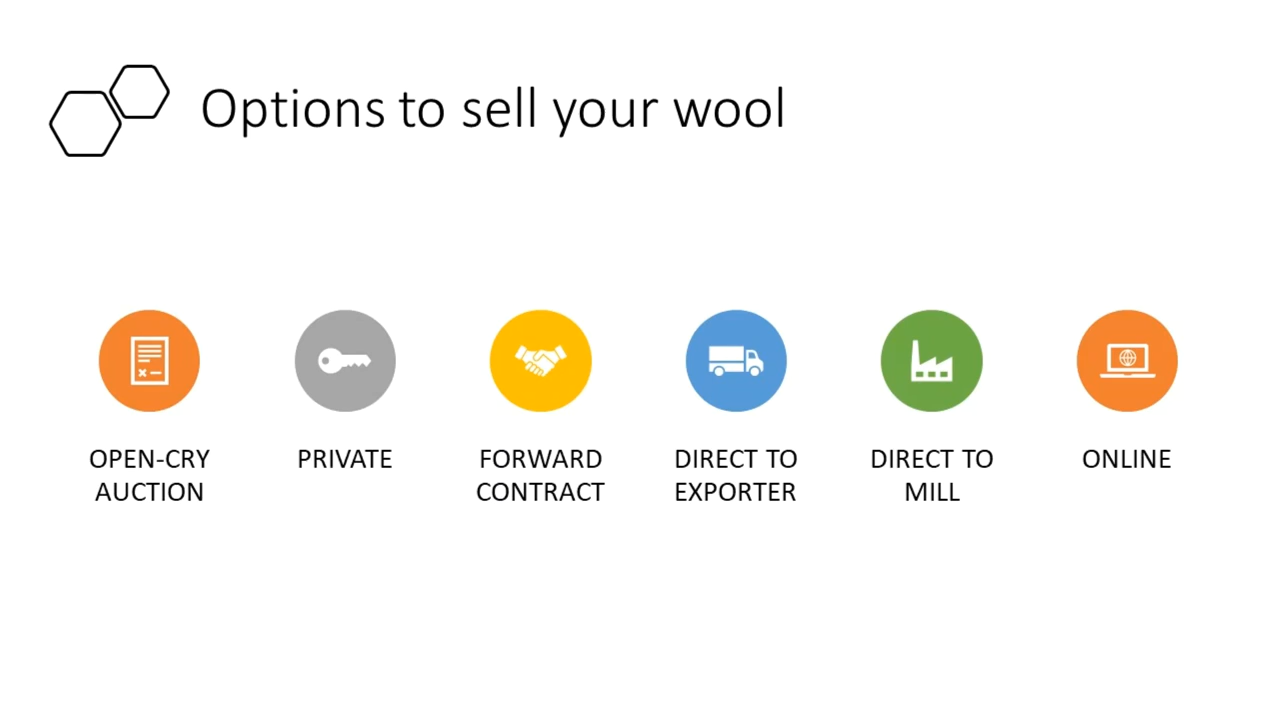 Options to sell your wool
OPEN-CRY
AUCTION
PRIVATE
FORWARD
CONTRACT
DIRECT TO
EXPORTER
DIRECT TO
MILL
ONLINE